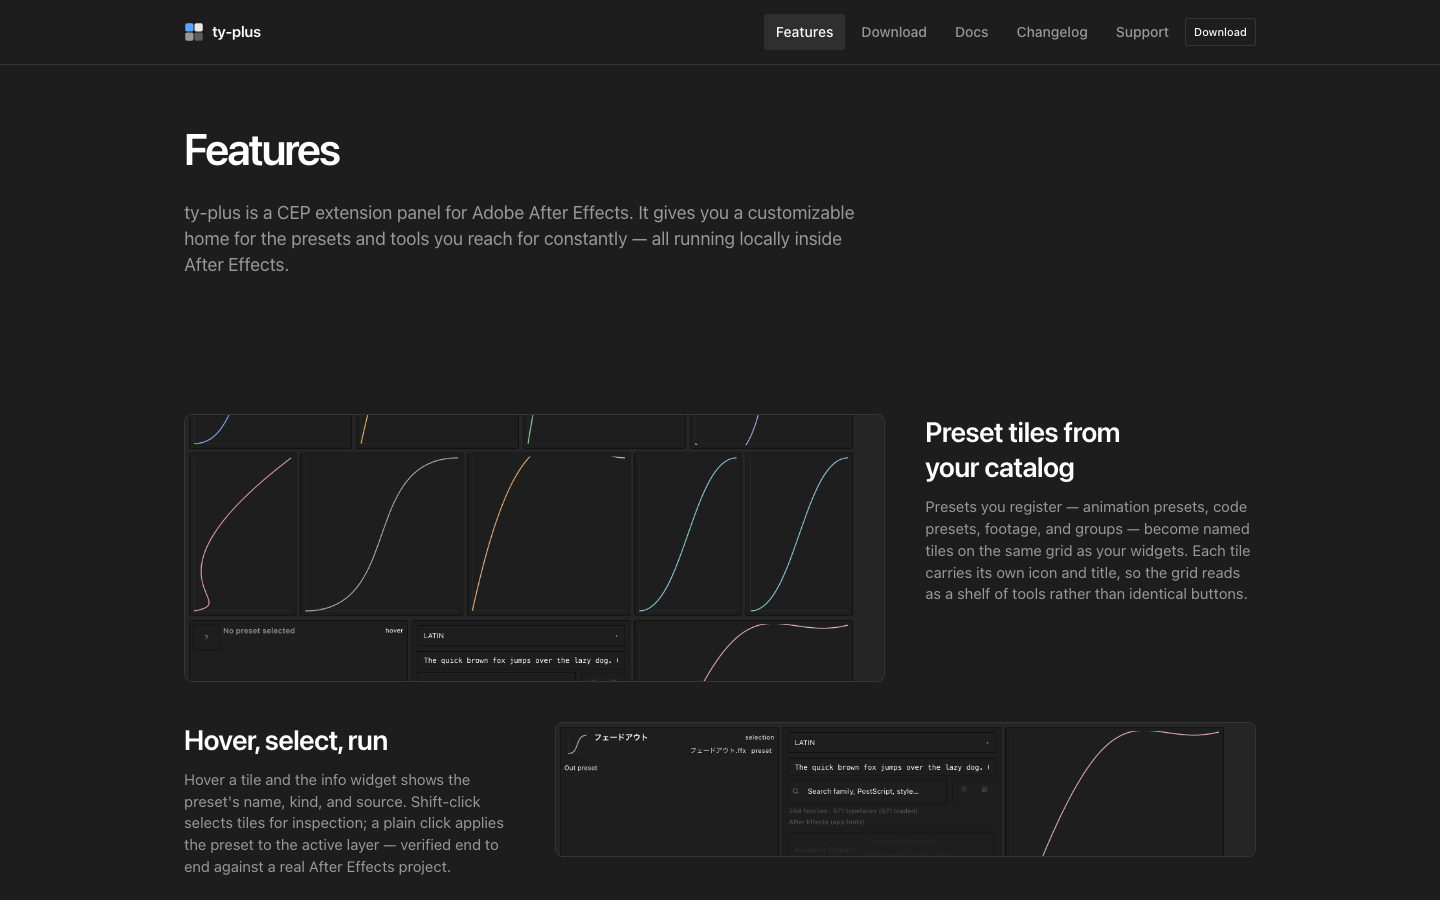 ty-plus
Features
Download
Docs
Changelog
Support
Download
Features
ty-plus is a CEP extension panel for Adobe After Effects. It gives you a customizable
home for the presets and tools you reach for constantly — all running locally inside
After Effects.
Preset tiles from
your catalog
Presets you register — animation presets, code
presets, footage, and groups — become named
tiles on the same grid as your widgets. Each tile
carries its own icon and title, so the grid reads
as a shelf of tools rather than identical buttons.
?
No preset selected
hover
LATIN
The quick brown fox jumps over the lazy dog.
Hover, select, run
Hover a tile and the info widget shows the
preset's name, kind, and source. Shift-click
selects tiles for inspection; a plain click applies
the preset to the active layer — verified end to
end against a real After Effects project.
フェードアウト
selection
フェードアウト.ffx preset
Out preset
LATIN
The quick brown fox jumps over the lazy dog.
Search family, PostScript, style...
After Effects (app.fonts)